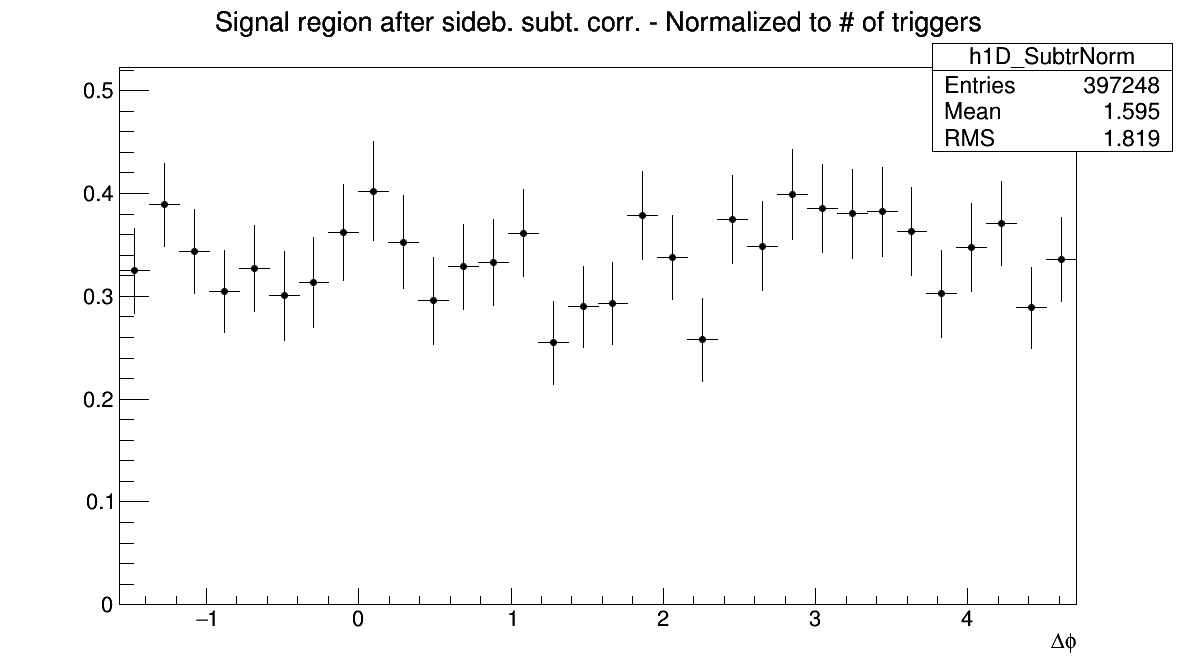 Signal region after sideb. subt. corr. - Normalized to # of triggers
h1D_SubtrNorm
Entries 397248
Mean 1.595
RMS 1.819
0.5
0.4
0.3
0.2
0.1
0
−1 0 1 2 3 4
Δϕ